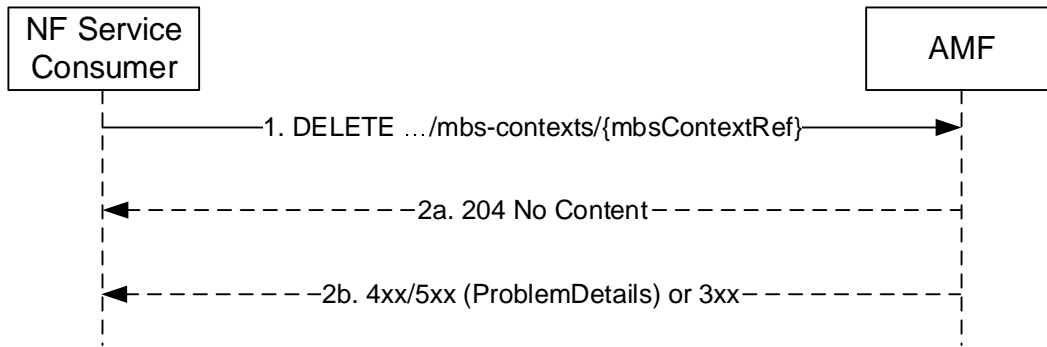 NF Service
Consumer
AMF
1. DELETE …/mbs-contexts/{mbsContextRef}
2a. 204 No Content
2b. 4xx/5xx (ProblemDetails) or 3xx